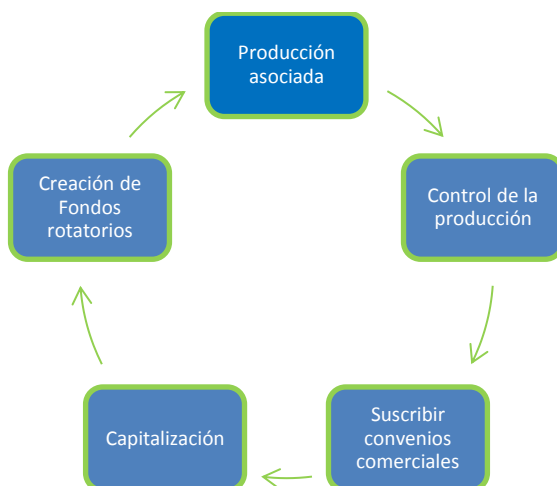 Producción
asociada
Control de la
producción
Suscribir
convenios
comerciales
Capitalización
Creación de
Fondos
rotatorios